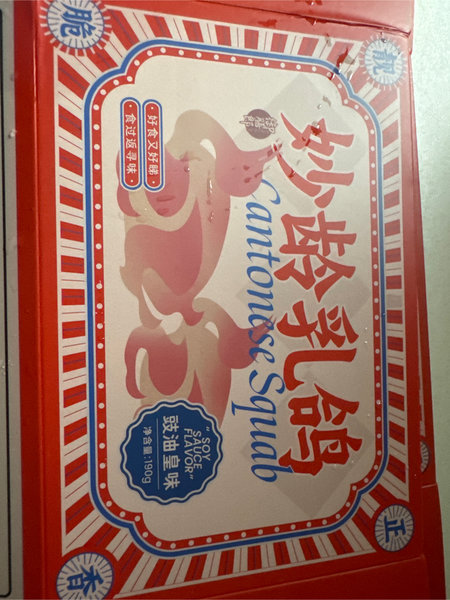 正
妙龄乳鸽
Cantonese Squab
好食又好睇
食过返寻味
"SOY
SAUCE
FLAVOR"
豉油皇味
净含量:190g
脆
香